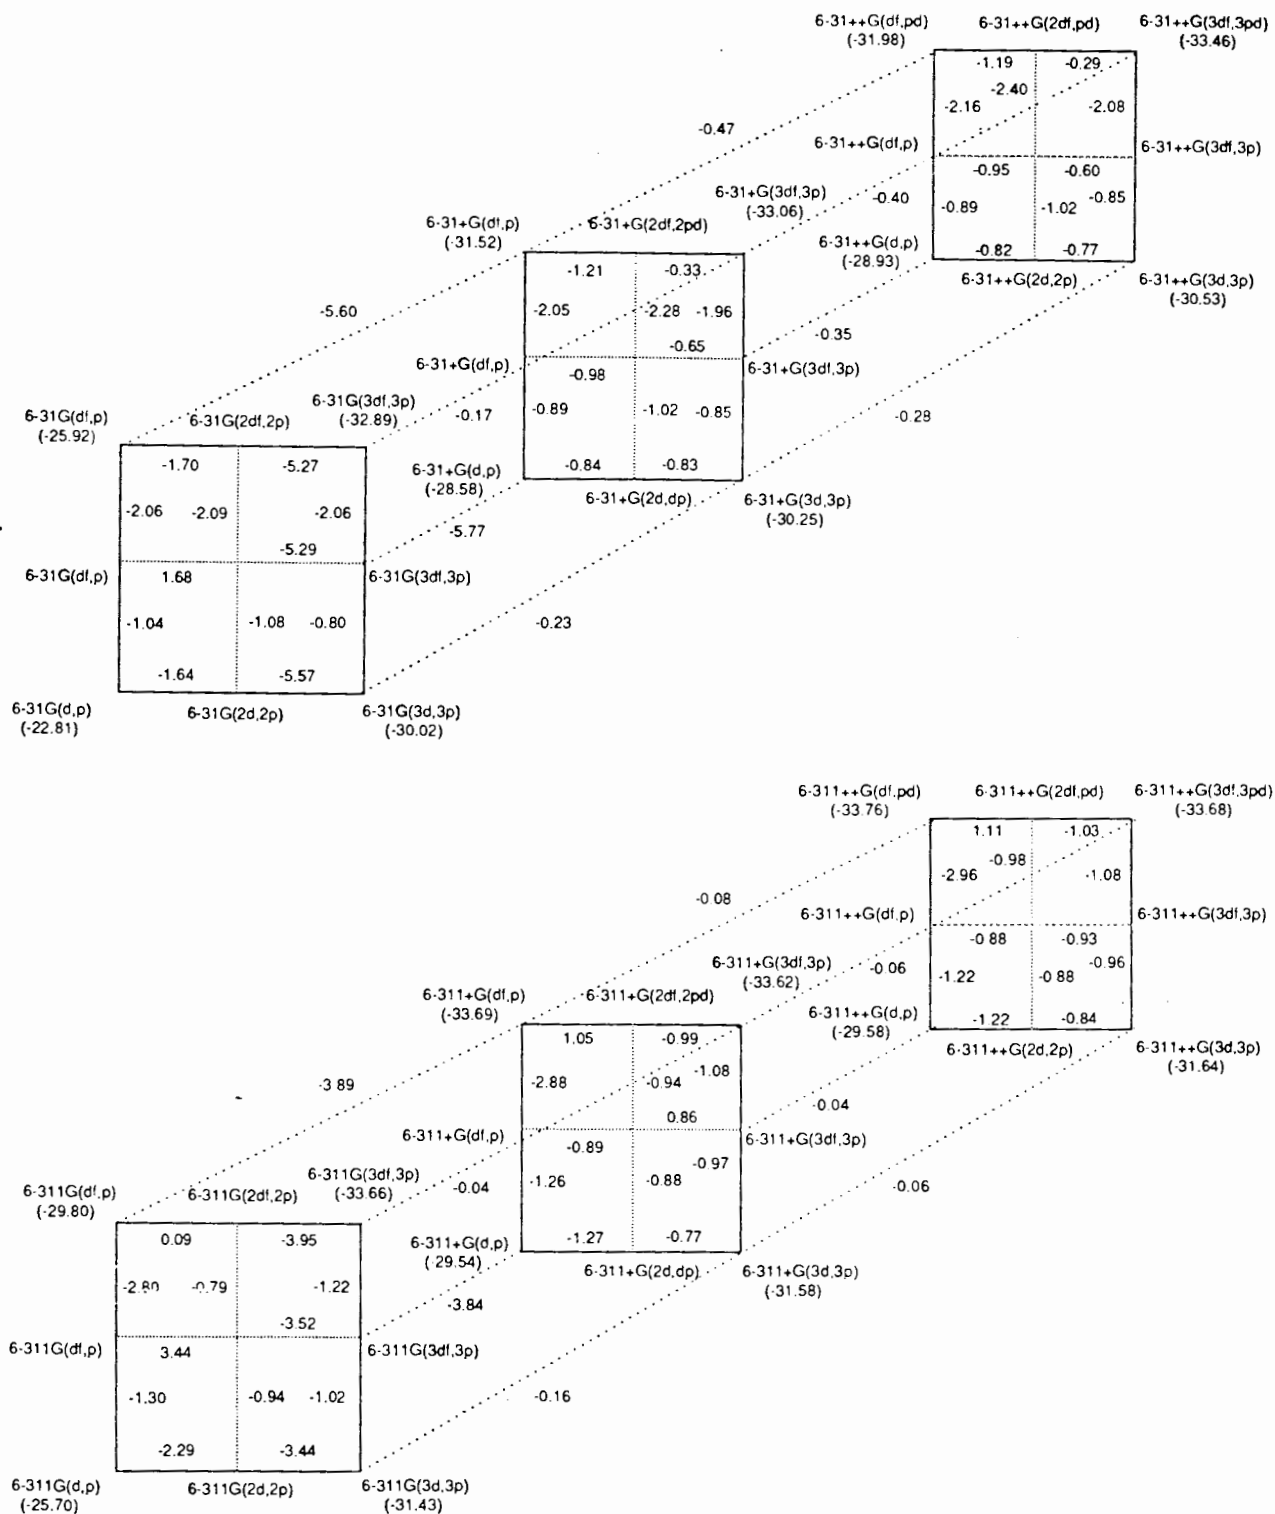 6-31++G(df,pd) 6-31++G(2df,pd) 6-31++G(3df,3pd)
(-31.98) (-33.46)
-1.19 -0.29
-2.40
-2.16 -2.08
-0.47
6-31++G(df,p) 6-31++G(3df,3p)
-0.95 -0.60
6-31+G(3df,3p) -0.40 -0.85
(-33.06) -0.89 -1.02
6-31+G(df,p) 6-31+G(2df,2pd) 6-31++G(d,p)
(-31.52) (-28.93) -0.82 -0.77
-1.21 -0.33 6-31++G(2d,2p) 6-31++G(3d,3p)
(-30.53)
-5.60 -2.05 -2.28 -1.96
-0.35
-0.65
6-31+G(df,p) 6-31+G(3df,3p)
-0.98
6-31G(3df,3p)
6-31G(df,p) 6-31G(2df,2p) (-32.89) -0.17 -0.89 -1.02 -0.85 -0.28
(-25.92)
-1.70 -5.27 6-31+G(d,p) -0.84 -0.83
(-28.58)
6-31+G(2d,dp) 6-31+G(3d,3p)
-2.06 -2.09 -2.06 (-30.25)
-5.77
-5.29
6-31G(df,p) 1.68 6-31G(3df,3p)
-1.04 -1.08 -0.80 -0.23
-1.64 -5.57
6-31G(d,p) 6-31G(2d,2p) 6-31G(3d,3p)
(-22.81) (-30.02)
6-311++G(df,pd) 6-311++G(2df,pd) 6-311++G(3df,3pd)
(-33.76) (-33.68)
1.11 -1.03
-0.98
-2.96 -1.08
-0.08
6-311++G(df,p) 6-311++G(3df,3p)
-0.88 -0.93
6-311+G(3df,3p) -0.06 -0.96
(-33.62) -1.22 -0.88
6-311+G(df,p) 6-311+G(2df,2pd)
(-33.69) 6-311++G(d,p) -1.22 -0.84
(-29.58)
1.05 -0.99 6-311++G(2d,2p) 6-311++G(3d,3p)
(-31.64)
-3.89 -2.88 -0.94 -1.08
-0.04
0.86
6-311+G(df,p) 6-311+G(3df,3p)
-0.89
6-311G(3df,3p) -0.97
6-311G(df,p) 6-311G(2df,2p) (-33.66) -0.04 -1.26 -0.88 -0.06
(-29.80)
0.09 -3.95 6-311+G(d,p) -1.27 -0.77
(-29.54)
6-311+G(2d,dp) 6-311+G(3d,3p)
-2.80 -0.79 -1.22 (-31.58)
-3.84
-3.52
6-311G(df,p) 3.44 6-311G(3df,3p)
-1.30 -0.94 -1.02 -0.16
-2.29 -3.44
6-311G(d,p) 6-311G(2d,2p) 6-311G(3d,3p)
(-25.70) (-31.43)